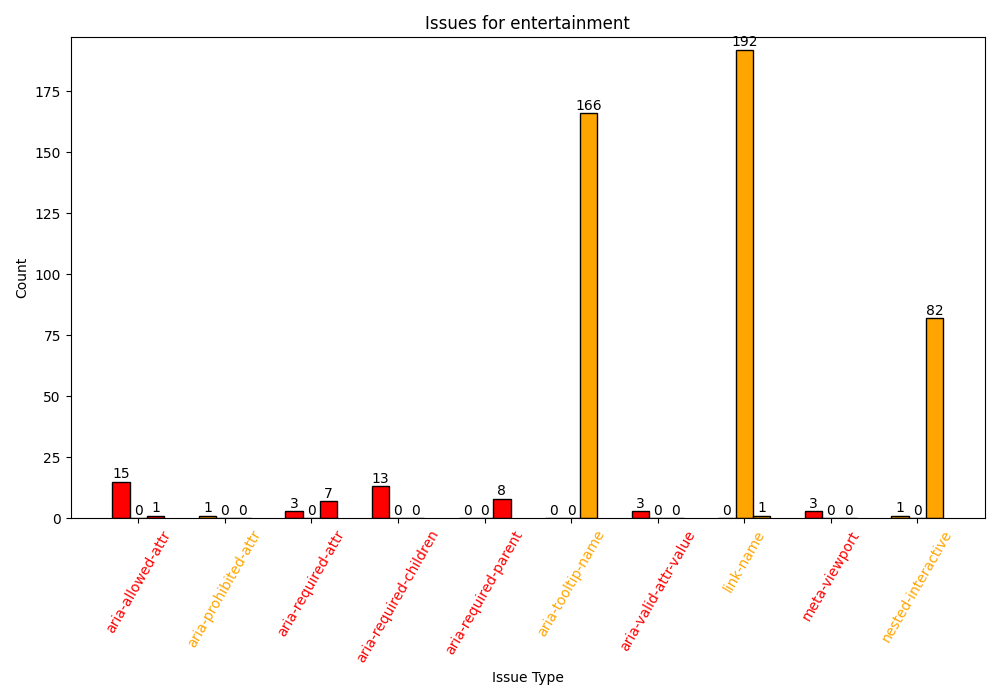 Issues for entertainment
Count
175
150
125
100
75
50
25
0
15 0 1
1 0 0
3 0 7
13 0 0
0 0 8
0 0 166
3 0 0
0 192 1
3 0 0
1 0 82
aria-allowed-attr
aria-prohibited-attr
aria-required-attr
aria-required-children
aria-required-parent
aria-tooltip-name
aria-valid-attr-value
link-name
meta-viewport
nested-interactive
Issue Type